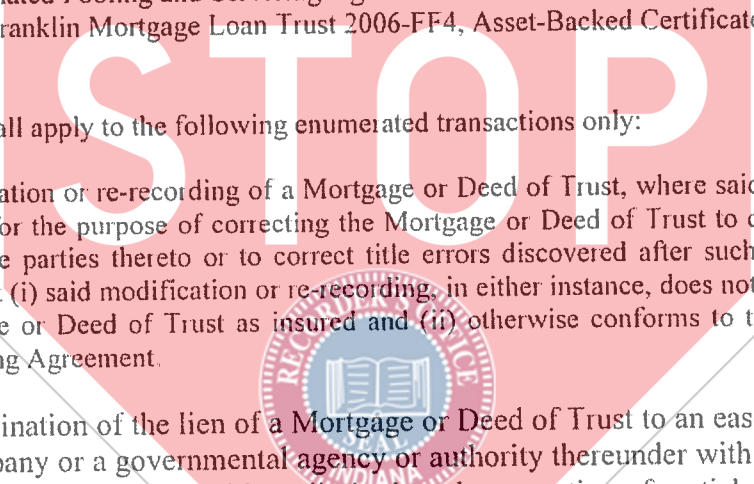 ranklin Mortgage Loan Trust 2006-FF4, Asset-Backed Certificate
STOP
all apply to the following enumerated transactions only:
ation or re-recording of a Mortgage or Deed of Trust, where said
or the purpose of correcting the Mortgage or Deed of Trust to c
e parties thereto or to correct title errors discovered after such
(i) said modification or re-recording, in either instance, does not
e or Deed of Trust as insured and (ii) otherwise conforms to t
ng Agreement.
RECORDER'S OFFICE
ination of the lien of a Mortgage or Deed of Trust to an eas
SEAL
pany or a governmental agency or authority thereunder with
INDIANA